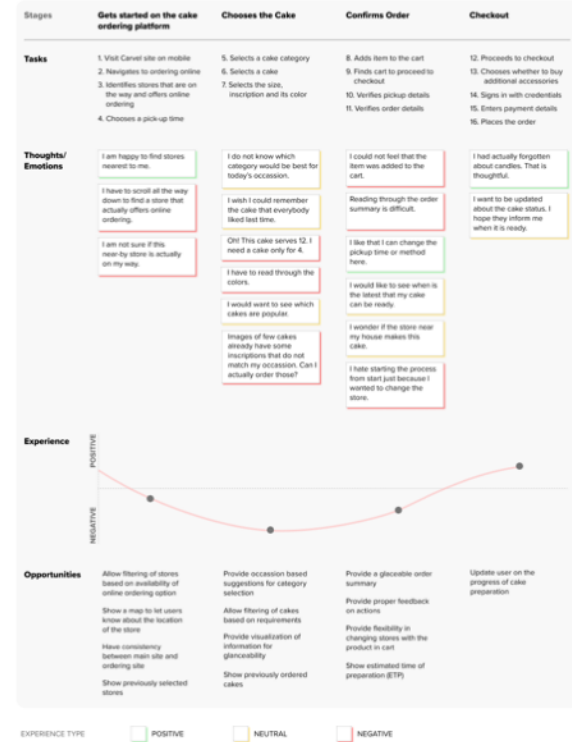 Stages
Gets started on the cake
ordering platform
Chooses the Cake
Confirms Order
Checkout
Tasks
1. Visit Carvel site on mobile
2. Navigates to ordering online
3. Identifies stores that are on
the way and offers online
ordering
4. Chooses a pick-up time
5. Selects a cake category
6. Selects a cake
7. Selects the size,
inscription and its color
8. Adds item to the cart
9. Finds cart to proceed to
checkout
10. Verifies pickup details
11. Verifies order details
12. Proceeds to checkout
13. Chooses whether to buy
additional accessories
14. Signs in with credentials
15. Enters payment details
16. Places the order
Thoughts/
Emotions
I am happy to find stores
nearest to me.
I have to scroll all the way
down to find a store that
actually offers online
ordering.
I am not sure if this
near-by store is actually
on my way.
I do not know which
category would be best for
today's occassion.
I wish I could remember
the cake that everybody
liked last time.
Oh! This cake serves 12. I
need a cake only for 4.
I have to read through the
colors.
I would want to see which
cakes are popular.
Images of few cakes
already have some
inscriptions that do not
match my occassion. Can I
actually order those?
I could not feel that the
item was added to the
cart.
Reading through the order
summary is difficult.
I like that I can change the
pickup time or method
here.
I would like to see when is
the latest that my cake
can be ready.
I wonder if the store near
my house makes this
cake.
I hate starting the process
from start just because I
wanted to change the
store.
I had actually forgotten
about candles. That is
thoughtful.
I want to be updated
about the cake status. I
hope they inform me
when it is ready.
Experience
POSITIVE
NEGATIVE
Opportunities
Allow filtering of stores
based on availability of
online ordering option
Show a map to let users
know about the location
of the store
Have consistency
between main site and
ordering site
Show previously selected
stores
Provide occassion based
suggestions for category
selection
Allow filtering of cakes
based on requirements
Provide visualization of
information for
glanceability
Show previously ordered
cakes
Provide a glaceable order
summary
Provide proper feedback
on actions
Provide flexibility in
changing stores with the
product in cart
Show estimated time of
preparation (ETP)
Update user on the
progress of cake
preparation
EXPERIENCE TYPE
POSITIVE
NEUTRAL
NEGATIVE